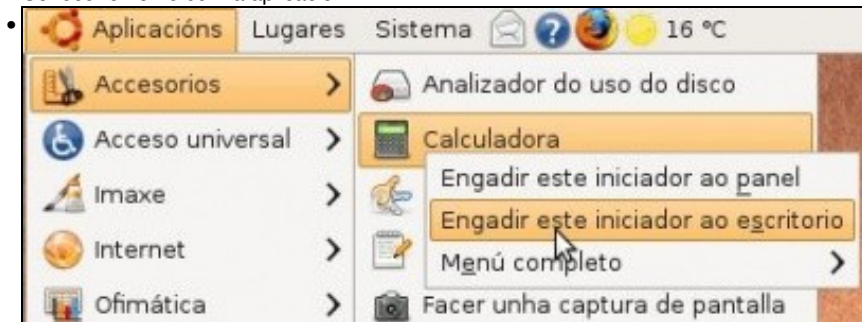 Aplicacións Lugares Sistema 16 ºC
Accesorios
Acceso universal
Imaxe
Internet
Ofimática
Analizador do uso do disco
Calculadora
Engadir este iniciador ao panel
Engadir este iniciador ao escritorio
Menú completo
Facer unha captura de pantalla